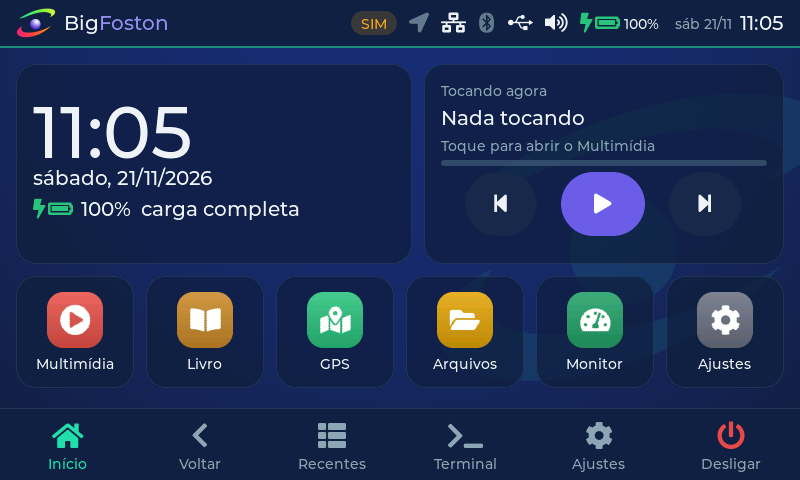 BigFoston
SIM
100%
sáb 21/11
11:05
11:05
sábado, 21/11/2026
100% carga completa
Tocando agora
Nada tocando
Toque para abrir o Multimídia
Multimídia
Livro
GPS
Arquivos
Monitor
Ajustes
Início
Voltar
Recentes
Terminal
Ajustes
Desligar